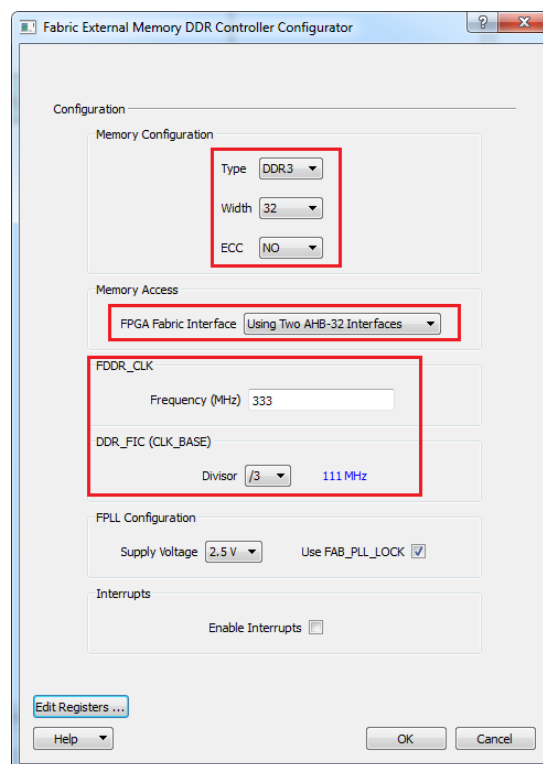 Fabric External Memory DDR Controller Configurator
Configuration
Memory Configuration
Type DDR3
Width 32
ECC NO
Memory Access
FPGA Fabric Interface Using Two AHB-32 Interfaces
FDDR_CLK
Frequency (MHz) 333
DDR_FIC (CLK_BASE)
Divisor /3 111 MHz
FPLL Configuration
Supply Voltage 2.5 V Use FAB_PLL_LOCK
Interrupts
Enable Interrupts
Edit Registers ...
Help OK Cancel